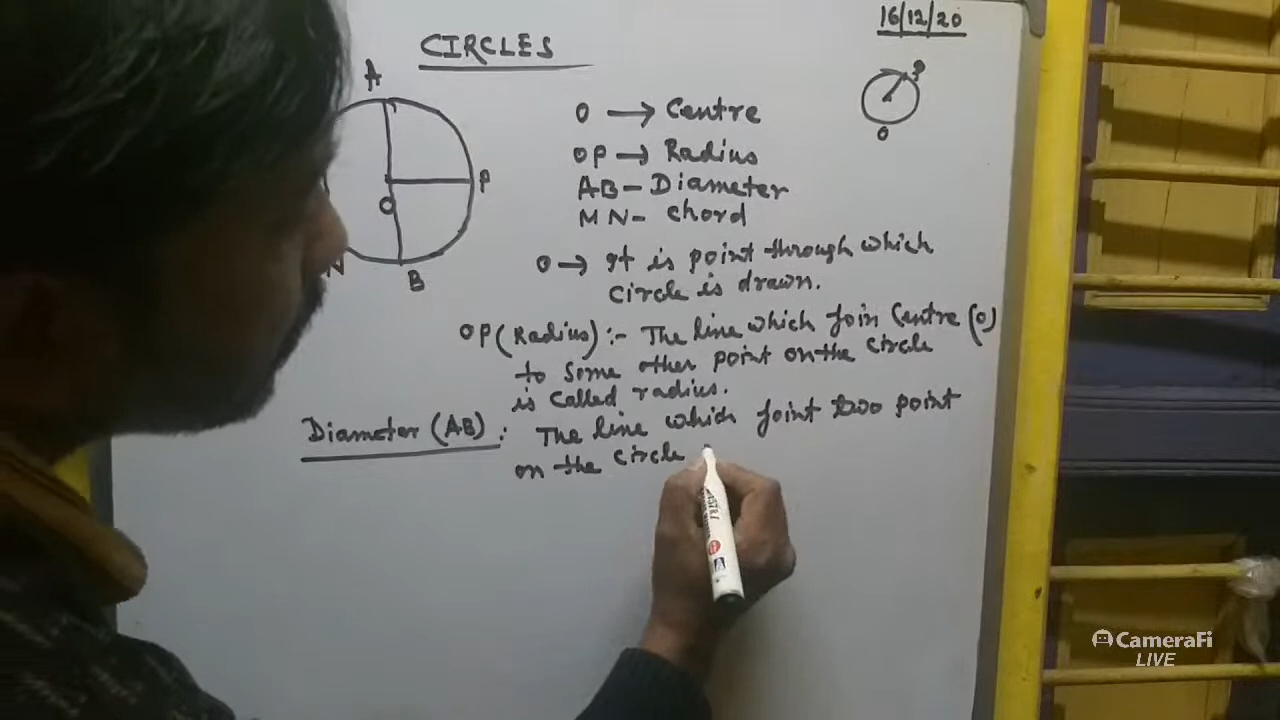 16/12/20
CIRCLES
A
P
O
B
N
P
O
O → Centre
OP → Radius
AB - Diameter
MN - chord
O → It is point through which
circle is drawn.
OP (Radius) :- The line which join Centre (O)
to some other point on the circle
is called radius.
Diameter (AB) : The line which joint two point
on the circle
CameraFi
LIVE